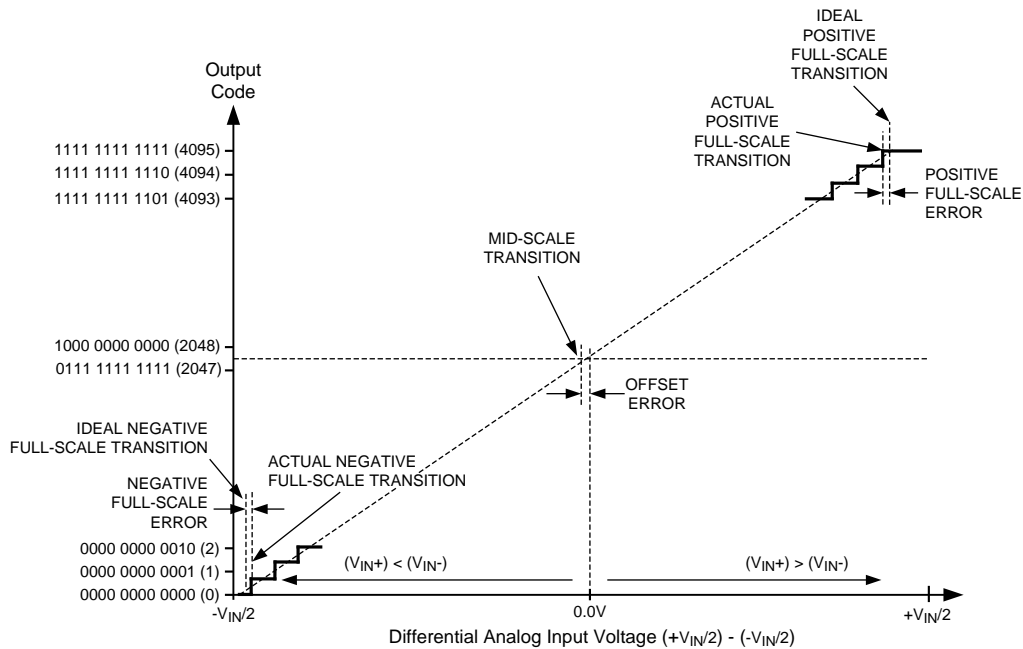 IDEAL
POSITIVE
FULL-SCALE
TRANSITION
Output
Code
ACTUAL
POSITIVE
FULL-SCALE
TRANSITION
1111 1111 1111 (4095)
1111 1111 1110 (4094)
1111 1111 1101 (4093)
POSITIVE
FULL-SCALE
ERROR
MID-SCALE
TRANSITION
1000 0000 0000 (2048)
0111 1111 1111 (2047)
OFFSET
ERROR
IDEAL NEGATIVE
FULL-SCALE TRANSITION
ACTUAL NEGATIVE
FULL-SCALE TRANSITION
NEGATIVE
FULL-SCALE
ERROR
0000 0000 0010 (2)
0000 0000 0001 (1)
0000 0000 0000 (0)
(VIN+) < (VIN-)
(VIN+) > (VIN-)
-VIN/2
0.0V
+VIN/2
Differential Analog Input Voltage (+VIN/2) - (-VIN/2)